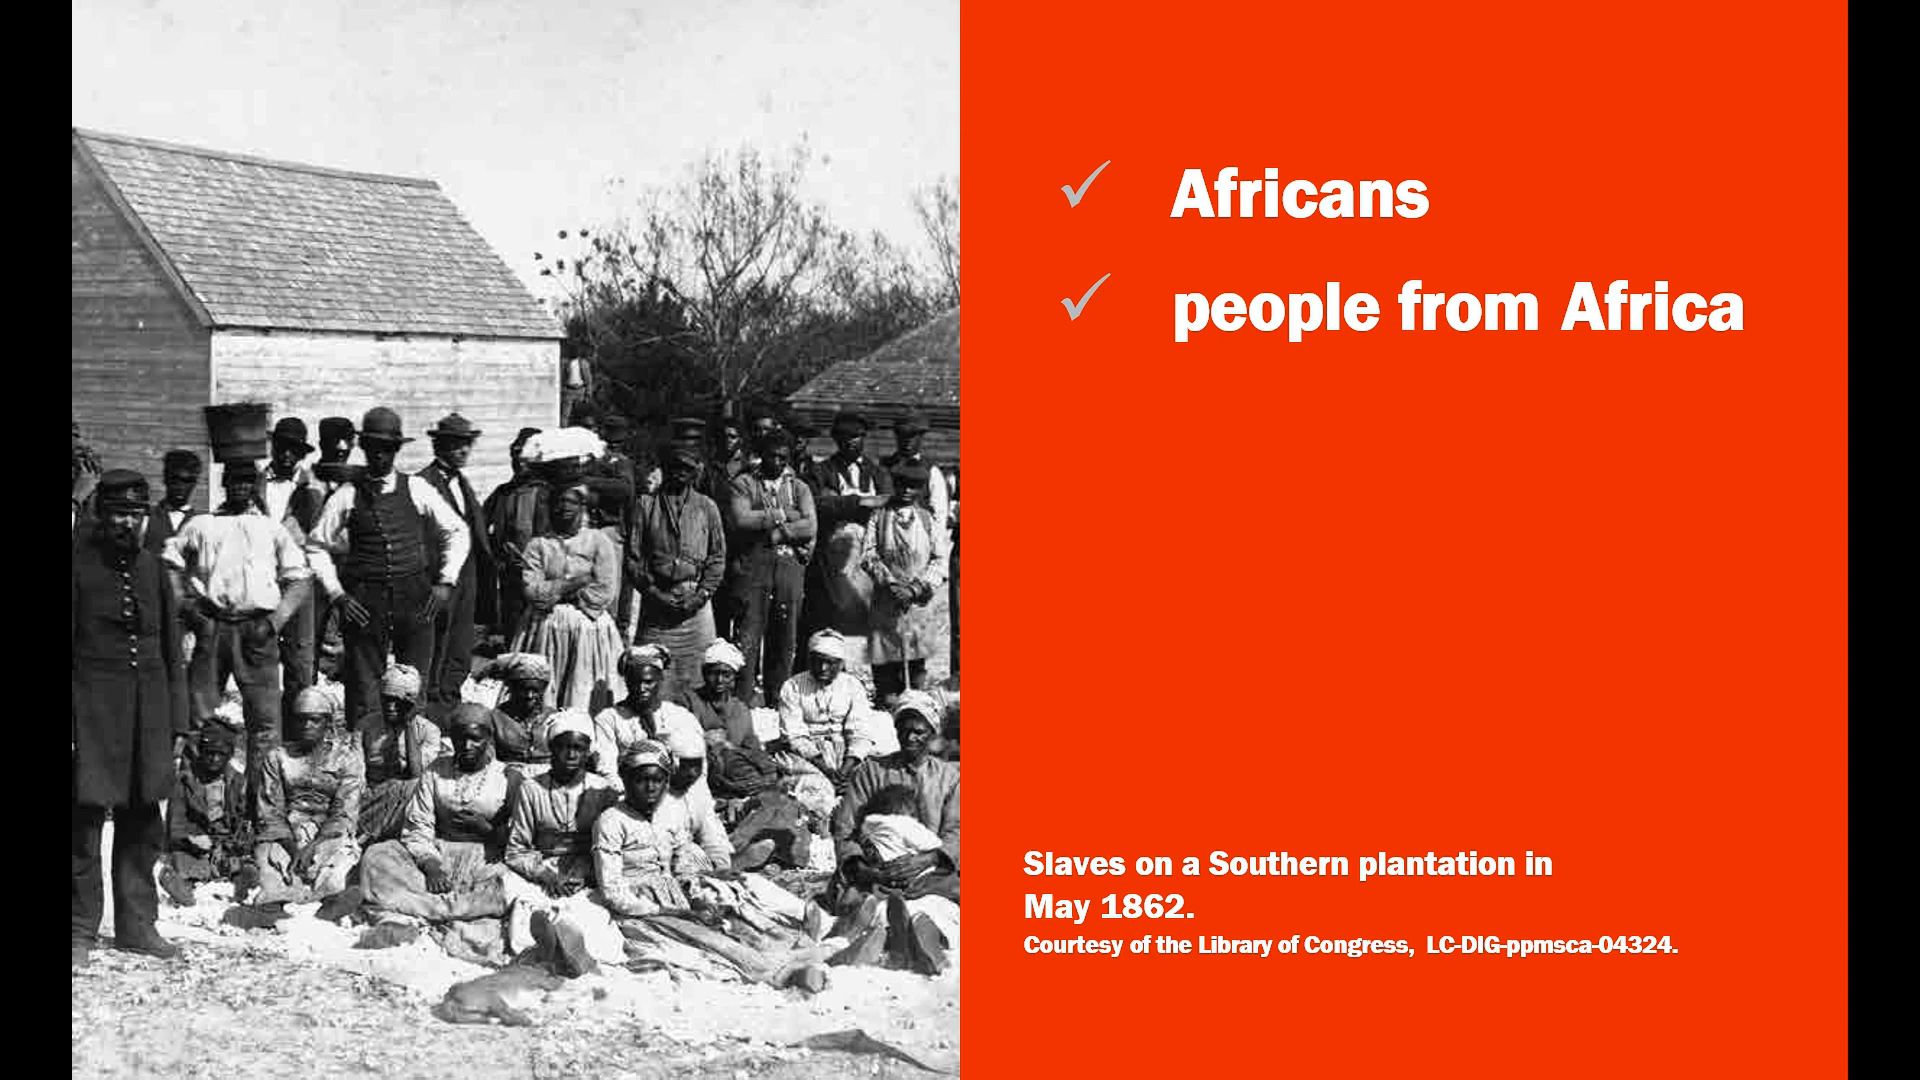 Africans
people from Africa
Slaves on a Southern plantation in
May 1862.
Courtesy of the Library of Congress, LC-DIG-ppmsca-04324.